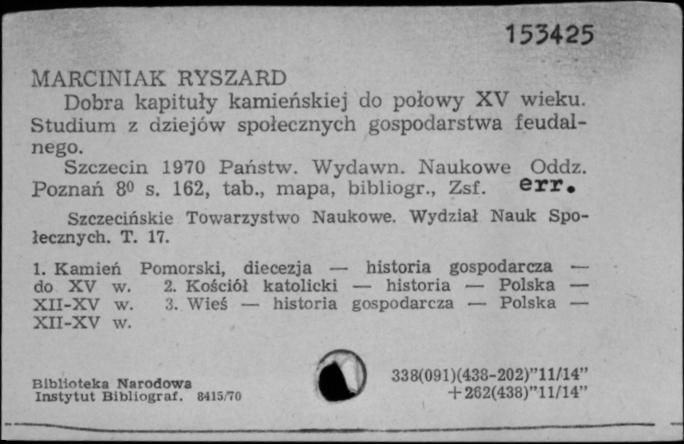 153425
MARCINIAK RYSZARD
Dobra kapituły kamieńskiej do połowy XV wieku.
Studium z dziejów społecznych gospodarstwa feudal-
nego.
Szczecin 1970 Państw. Wydawn. Naukowe Oddz.
Poznań 8⁰ s. 162, tab., mapa, bibliogr., Zsf. err.
Szczecińskie Towarzystwo Naukowe. Wydział Nauk Spo-
łecznych. T. 17.
1. Kamień Pomorski, diecezja — historia gospodarcza —
do XV w. 2. Kościół katolicki — historia — Polska —
XII-XV w. 3. Wieś — historia gospodarcza — Polska —
XII-XV w.
338(091)(438-202)"11/14"
+262(438)"11/14"
Biblioteka Narodowa
Instytut Bibliograf. 8415/70